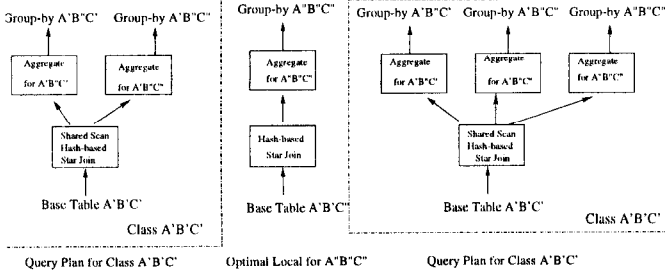 Group-by A'B"C'
Group-by A'B"C"
Aggregate
for A'B"C'
Aggregate
for A'B"C"
Shared Scan
Hash-based
Star Join
Base Table A'B'C'
Class A'B'C'
Query Plan for Class A'B'C'
Group-by A"B"C"
Aggregate
for A"B"C"
Hash-based
Star Join
Base Table A'B'C"
Optimal Local for A"B"C"
Group-by A'B"C'
Group-by A"B"C"
Group-by A'B"C"
Aggregate
for A'B"C'
Aggregate
for A"B"C"
Aggregate
for A'B"C"
Shared Scan
Hash-based
Star Join
Base Table A'B'C'
Class A'B'C'
Query Plan for Class A'B'C'